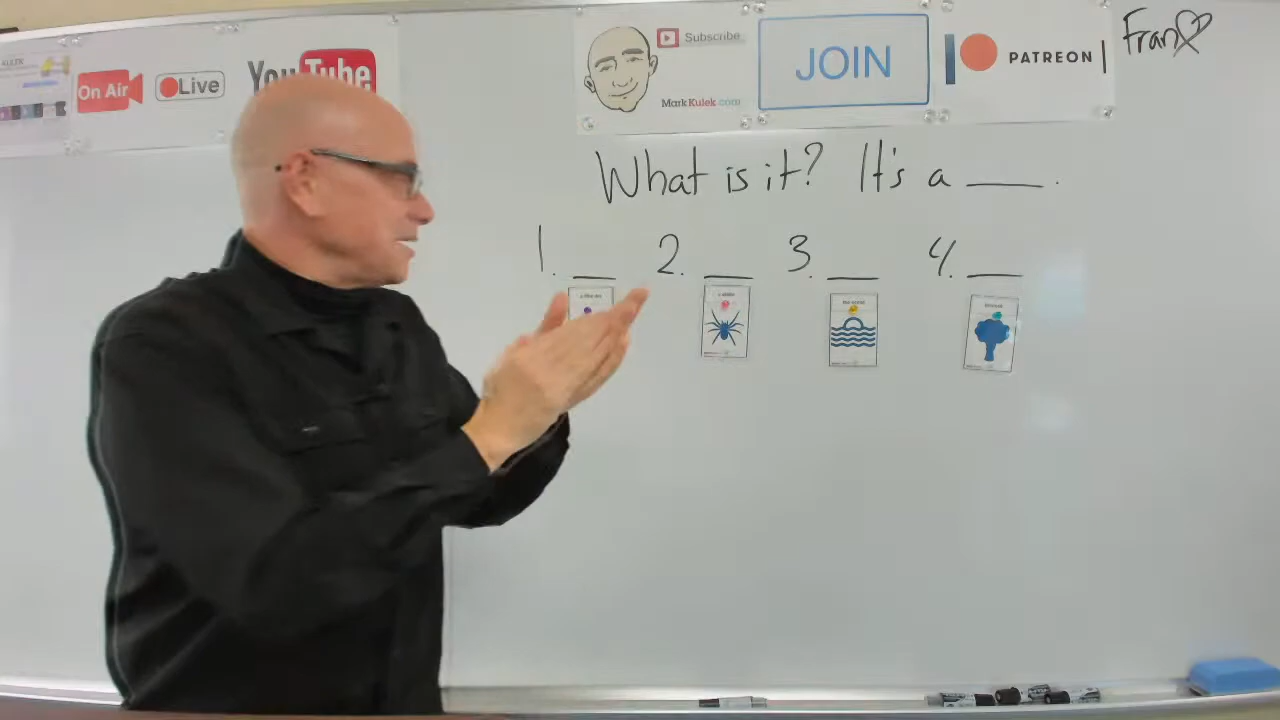 On Air
Live
YouTube
Subscribe
MarkKulek.com
JOIN
PATREON
Fran
What is it? It's a ____.
1. __ 2. __ 3. __ 4. __